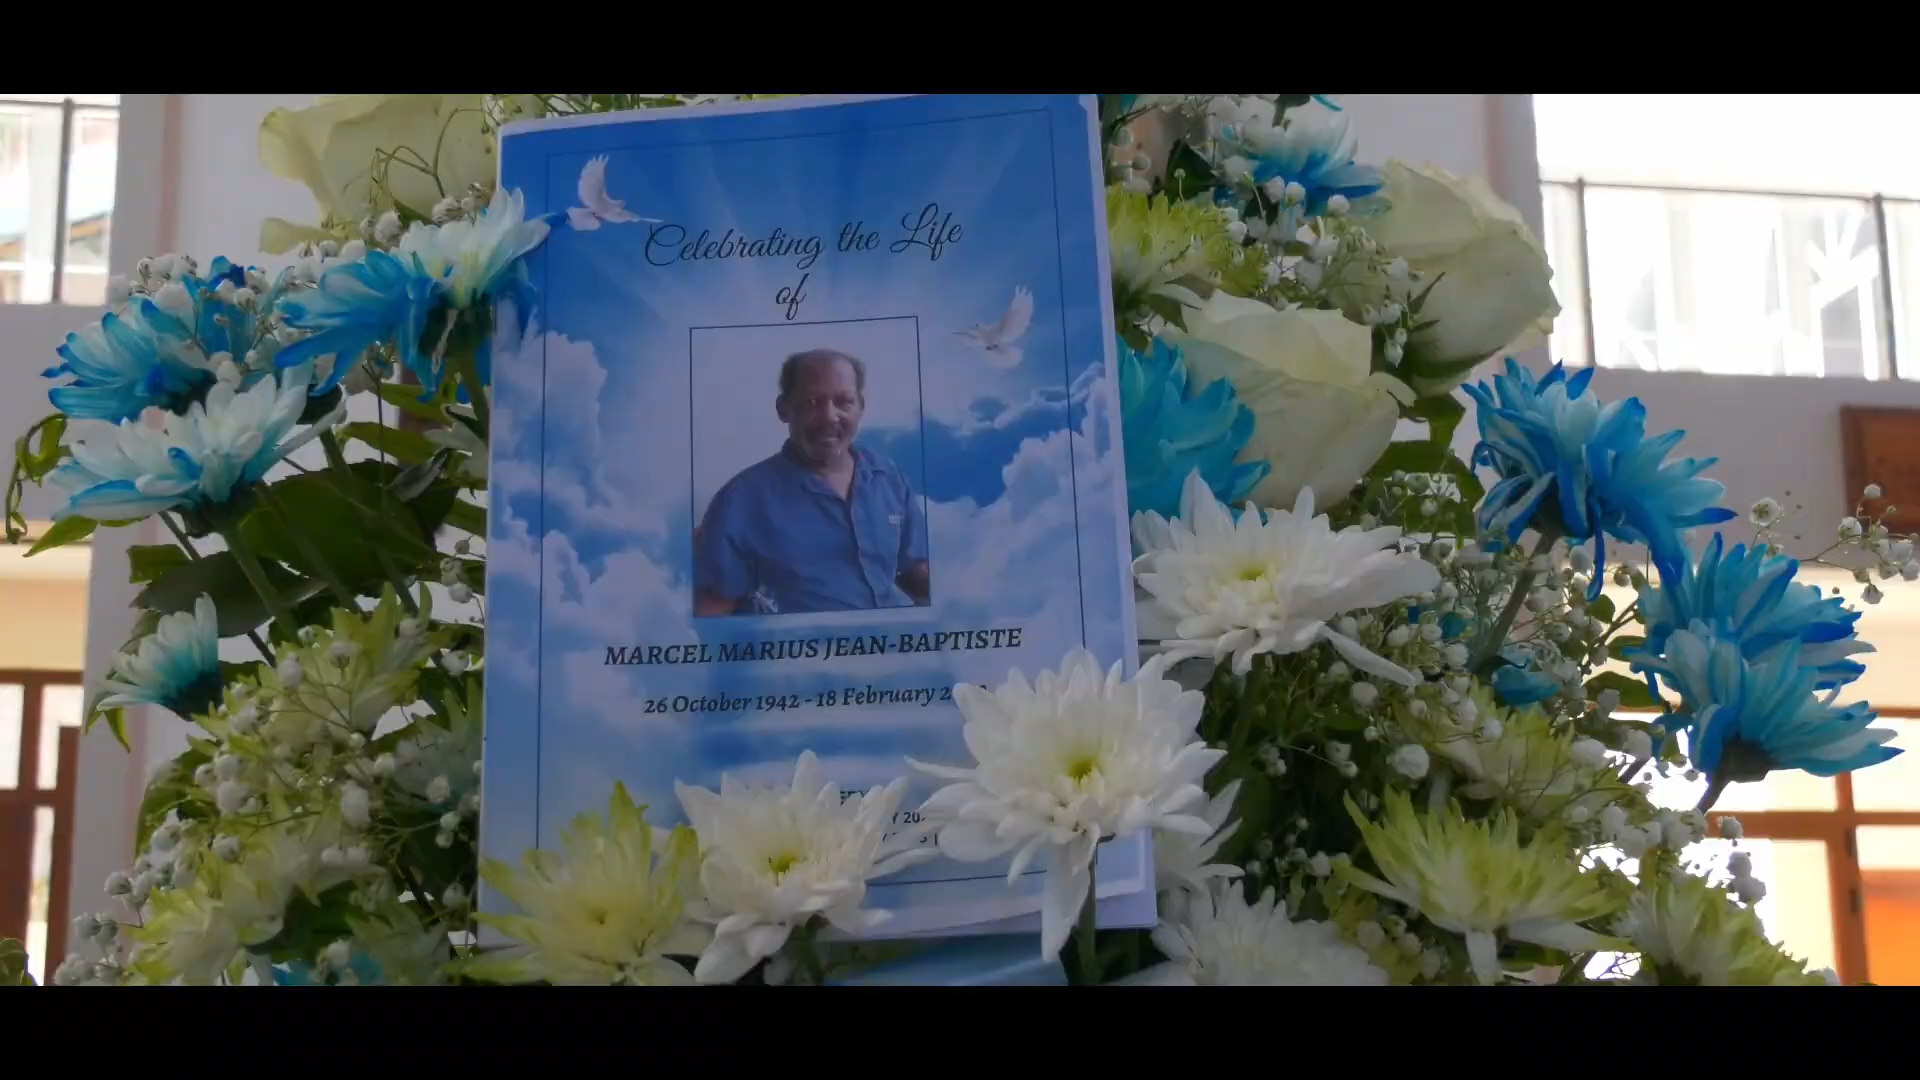 Celebrating the Life
of
MARCEL MARIUS JEAN-BAPTISTE
26 October 1942 - 18 February